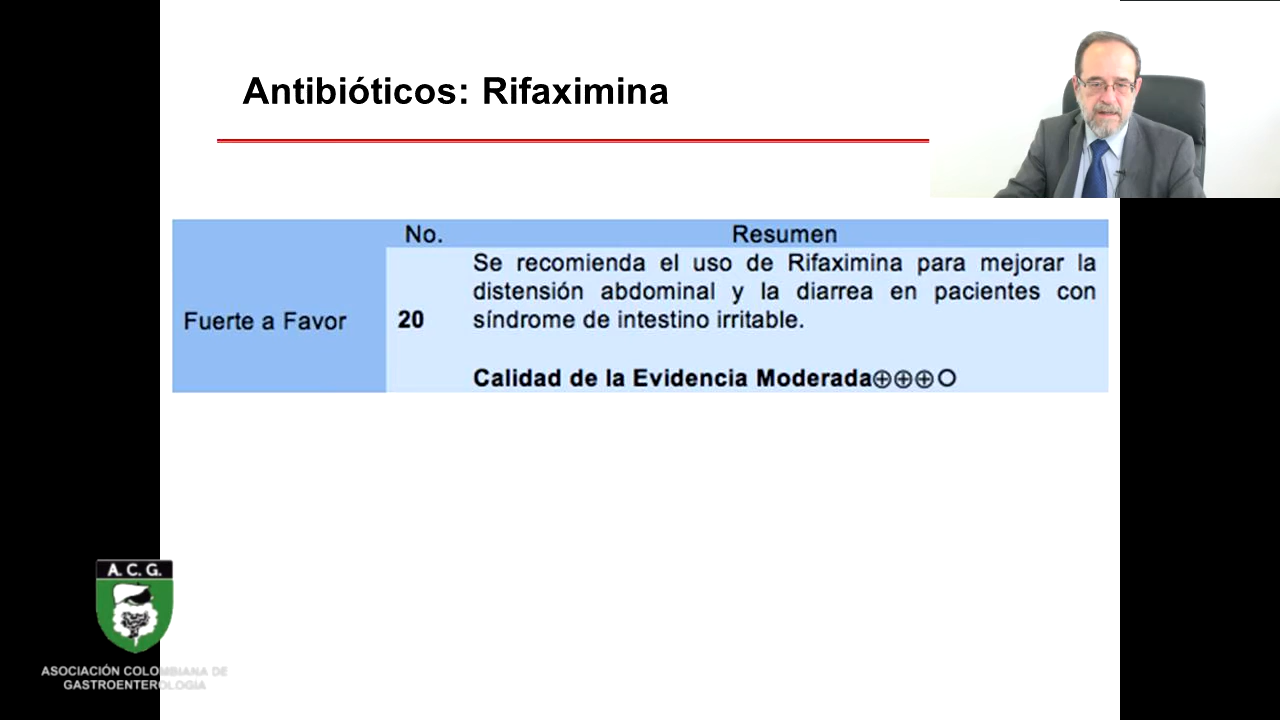 Antibióticos: Rifaximina
No. Resumen
Fuerte a Favor
20
Se recomienda el uso de Rifaximina para mejorar la
distensión abdominal y la diarrea en pacientes con
síndrome de intestino irritable.
Calidad de la Evidencia Moderada⊕⊕⊕O
A. C. G.
ASOCIACIÓN COLOMBIANA DE
GASTROENTEROLOGÍA